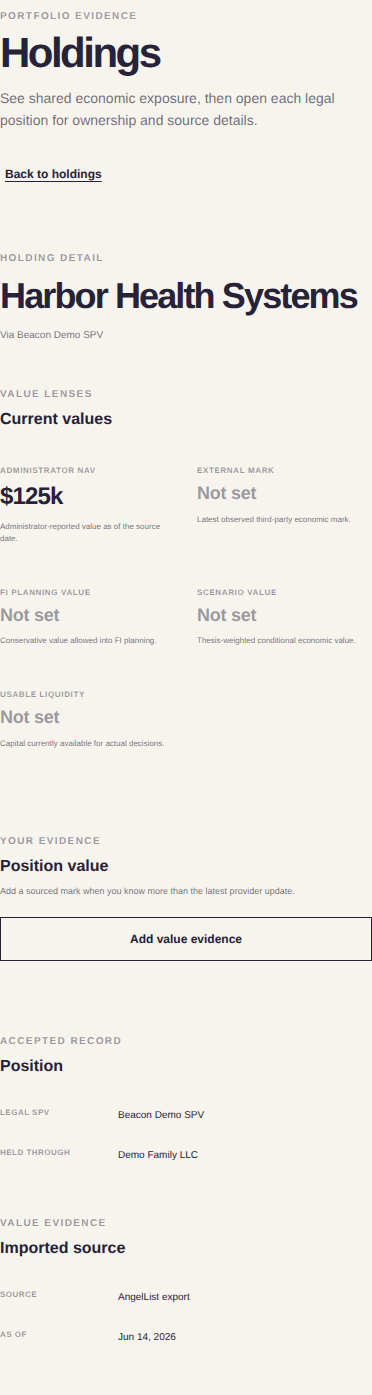 PORTFOLIO EVIDENCE
Holdings
See shared economic exposure, then open each legal
position for ownership and source details.
Back to holdings
HOLDING DETAIL
Harbor Health Systems
Via Beacon Demo SPV
VALUE LENSES
Current values
ADMINISTRATOR NAV
$125k
Administrator-reported value as of the source
date.
EXTERNAL MARK
Not set
Latest observed third-party economic mark.
FI PLANNING VALUE
Not set
Conservative value allowed into FI planning.
SCENARIO VALUE
Not set
Thesis-weighted conditional economic value.
USABLE LIQUIDITY
Not set
Capital currently available for actual decisions.
YOUR EVIDENCE
Position value
Add a sourced mark when you know more than the latest provider update.
Add value evidence
ACCEPTED RECORD
Position
LEGAL SPV
Beacon Demo SPV
HELD THROUGH
Demo Family LLC
VALUE EVIDENCE
Imported source
SOURCE
AngelList export
AS OF
Jun 14, 2026